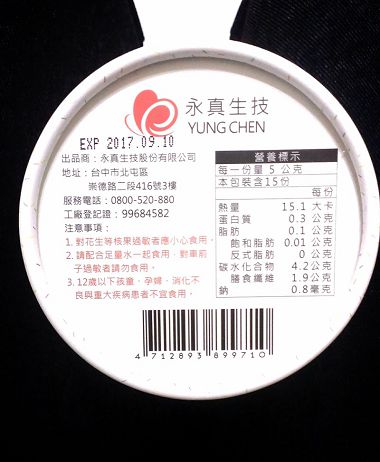 永真生技
YUNG CHEN
EXP 2017.09.10
出品商：永真生技股份有限公司
地址：台中市北屯區
崇德路二段416號3樓
服務電話：0800-520-880
工廠登記證：99684582
注意事項：
1. 對花生等核果過敏者應小心食用。
2. 請配合足量水一起食用、對車前
子過敏者請勿食用。
3. 12歲以下孩童、孕婦、消化不
良與重大疾病患者不宜食用。
營養標示
每一份量 5 公克
本包裝含15份
每份
熱量 15.1 大卡
蛋白質 0.3 公克
脂肪 0.1 公克
飽和脂肪 0.01 公克
反式脂肪 0 公克
碳水化合物 4.2公克
膳食纖維 1.9公克
鈉 0.8毫克
4 712893 899710